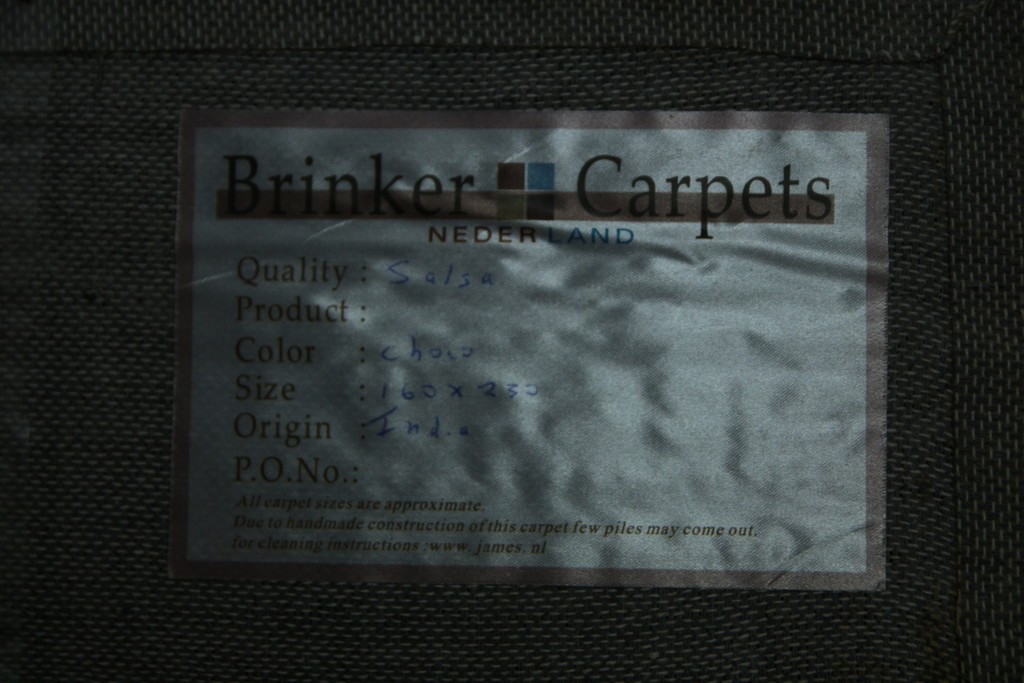 Brinker Carpets
NEDERLAND
Quality : Salsa
Product :
Color : choco
Size : 160 x 230
Origin : India
P.O.No.:
All carpet sizes are approximate.
Due to handmade construction of this carpet few piles may come out.
for cleaning instructions :www. james. nl